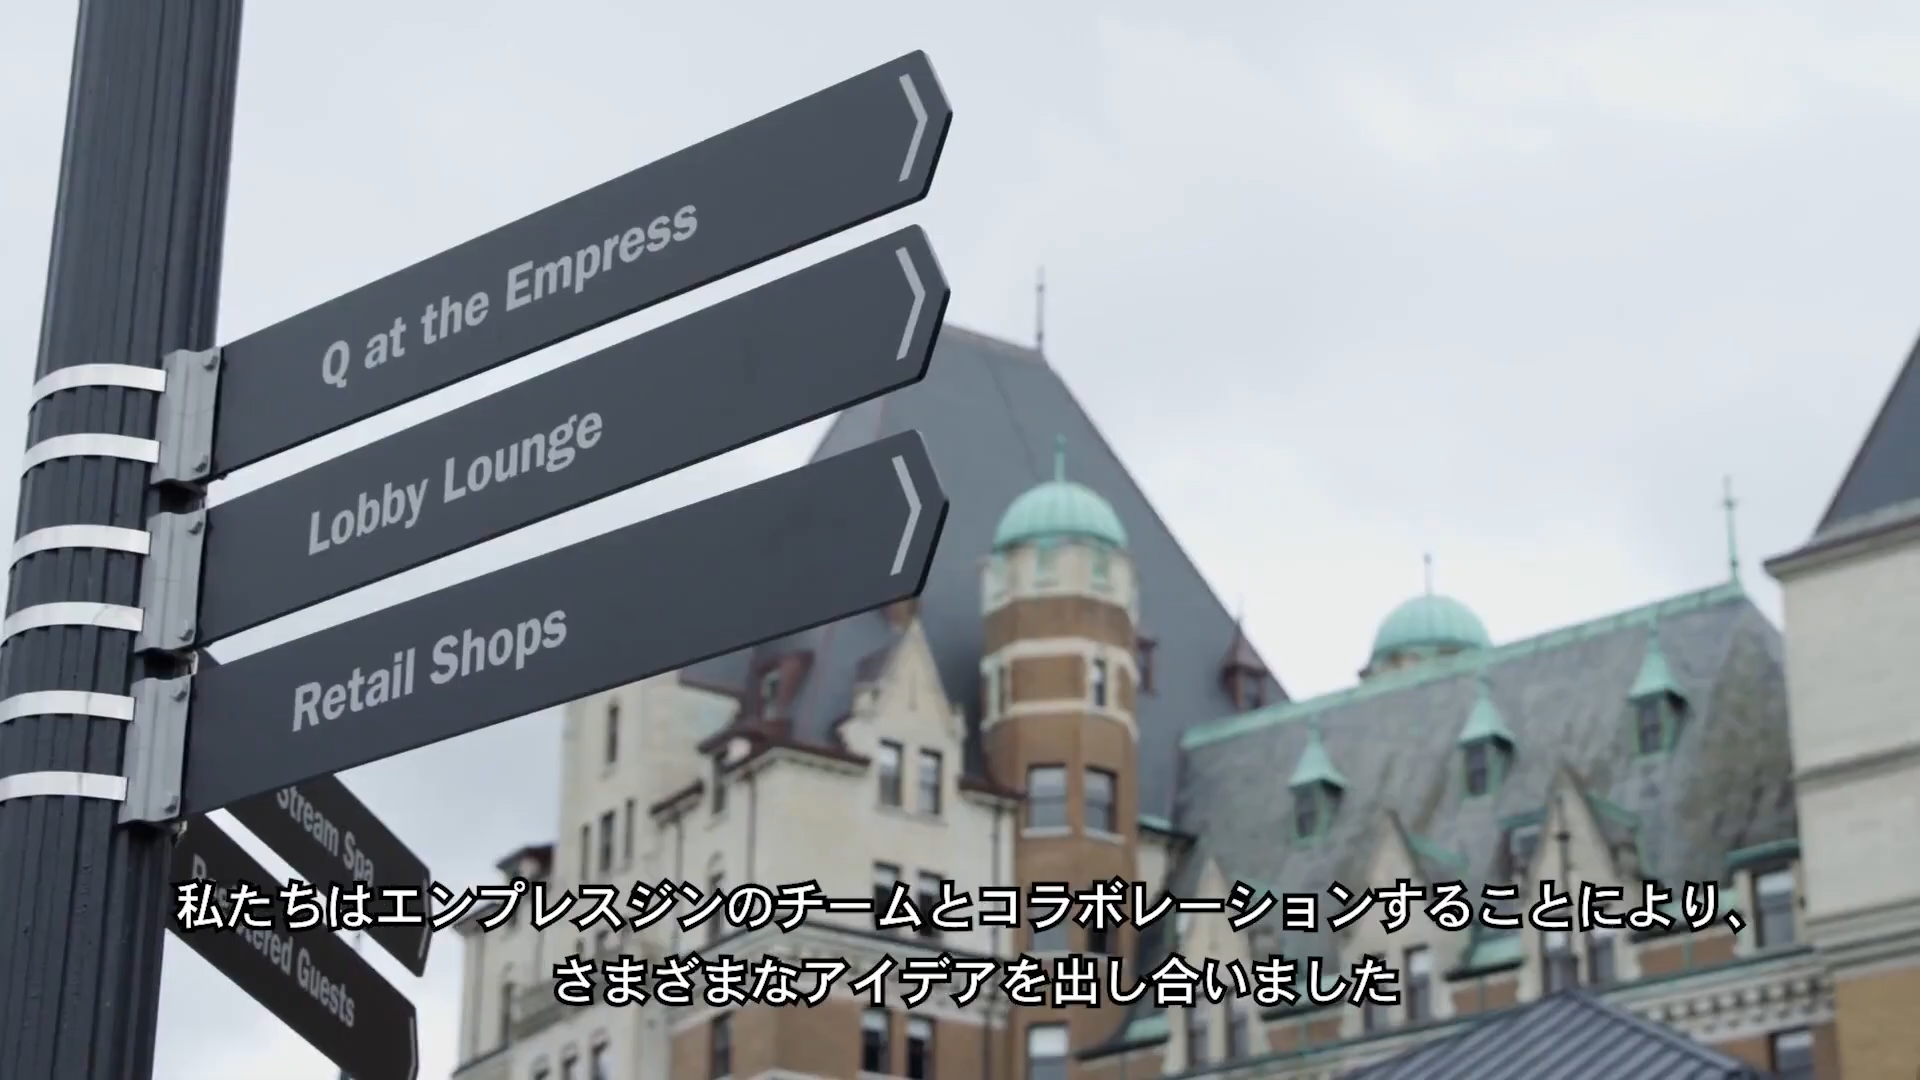 Q at the Empress
Lobby Lounge
Retail Shops
Stream Spa
Guests
私たちはエンプレスジンのチームとコラボレーションすることにより、
さまざまなアイデアを出し合いました